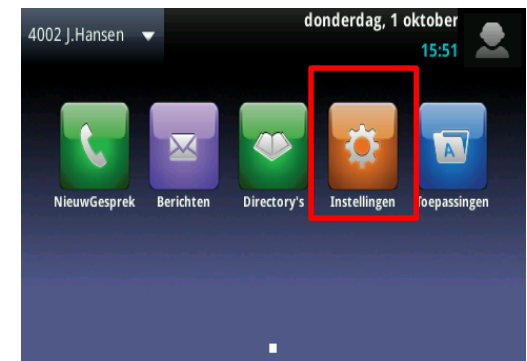 4002 J.Hansen
donderdag, 1 oktober
15:51
A
NieuwGesprek Berichten Directory's Instellingen Toepassingen